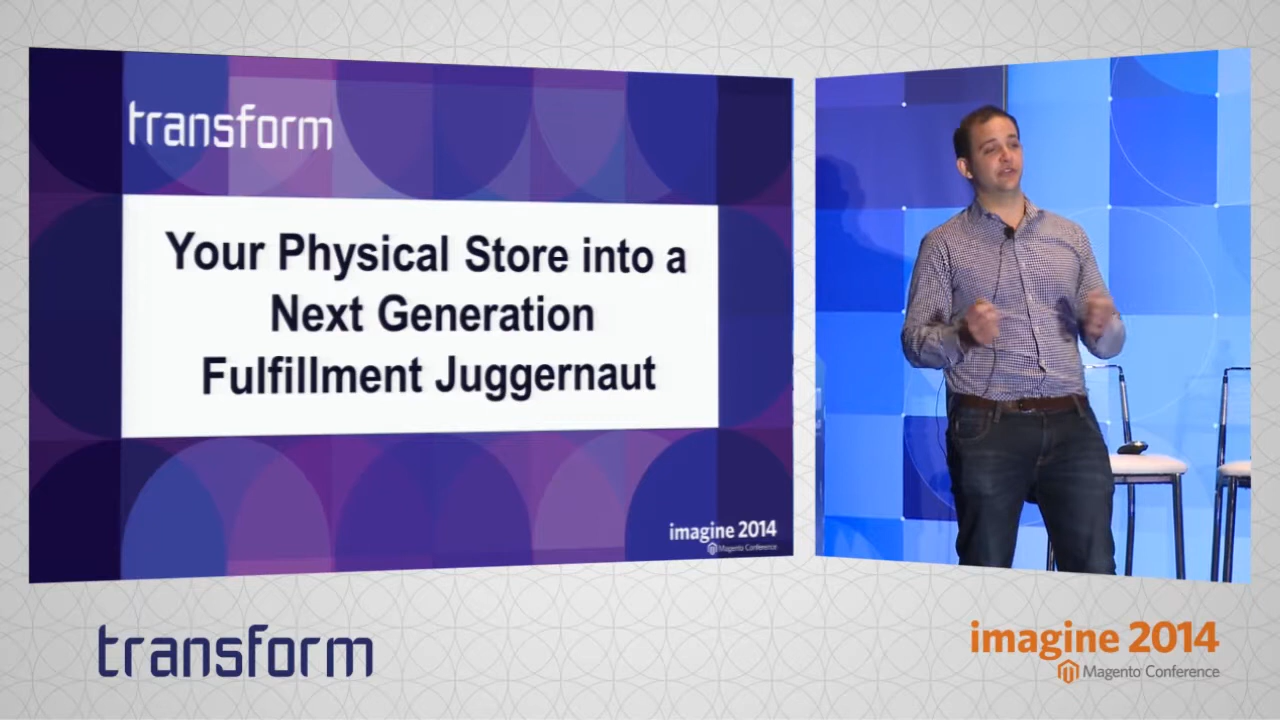 transform
Your Physical Store into a
Next Generation
Fulfillment Juggernaut
imagine 2014
Magento Conference
transform
imagine 2014
Magento Conference